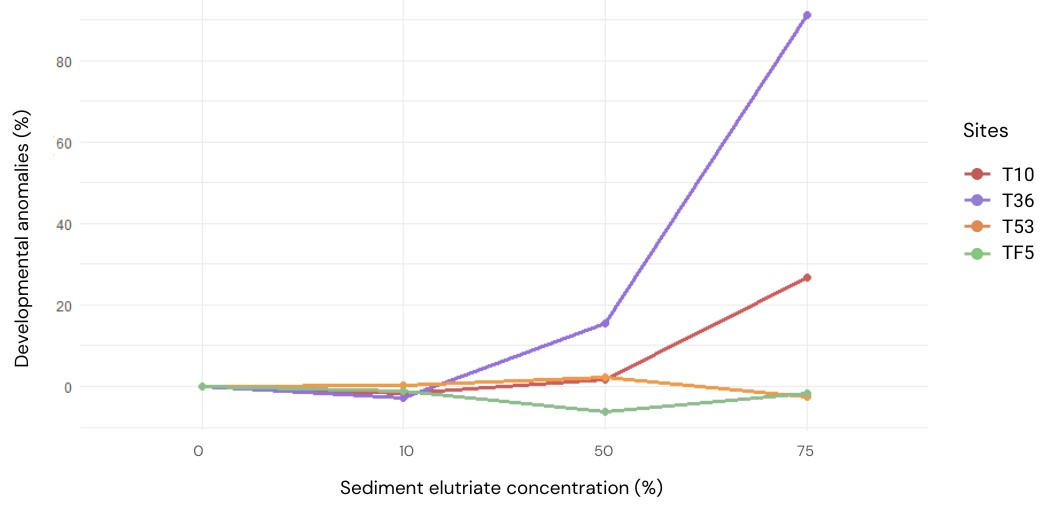 Developmental anomalies (%)
80
60
40
20
0
0 10 50 75
Sediment elutriate concentration (%)
Sites
T10
T36
T53
TF5